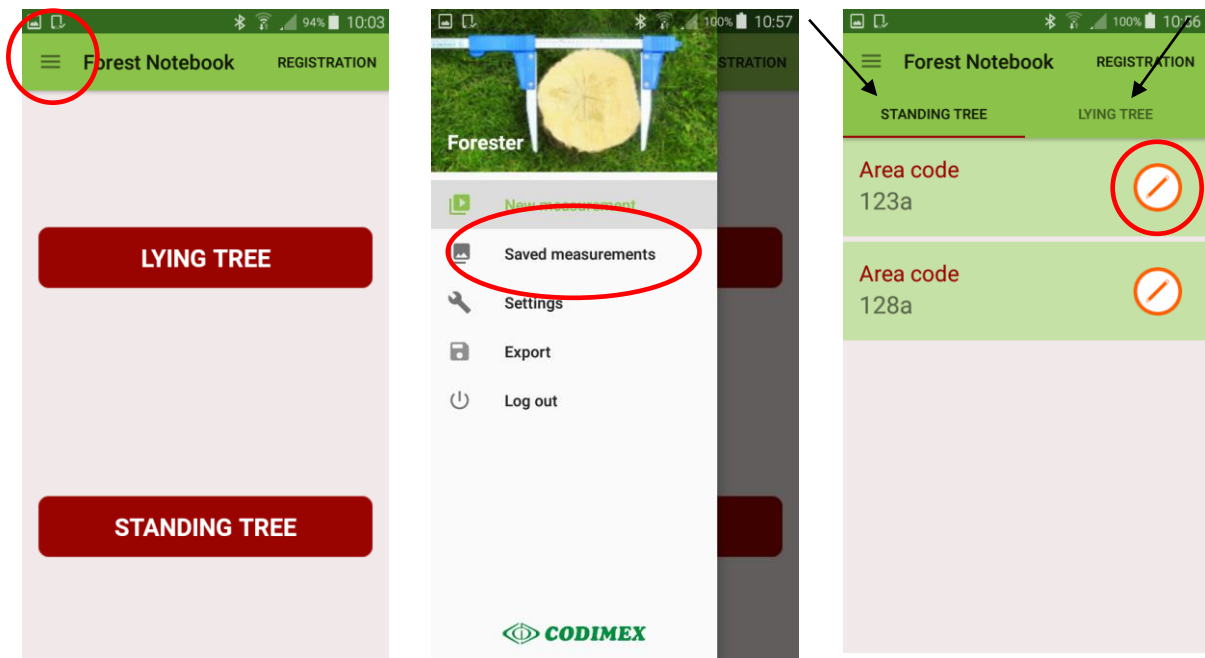 94% 10:03
Forest Notebook REGISTRATION
LYING TREE
STANDING TREE
100% 10:57
STRATION
Forester
New measurement
Saved measurements
Settings
Export
Log out
CODIMEX
100% 10:56
Forest Notebook REGISTRATION
STANDING TREE LYING TREE
Area code
123a
Area code
128a